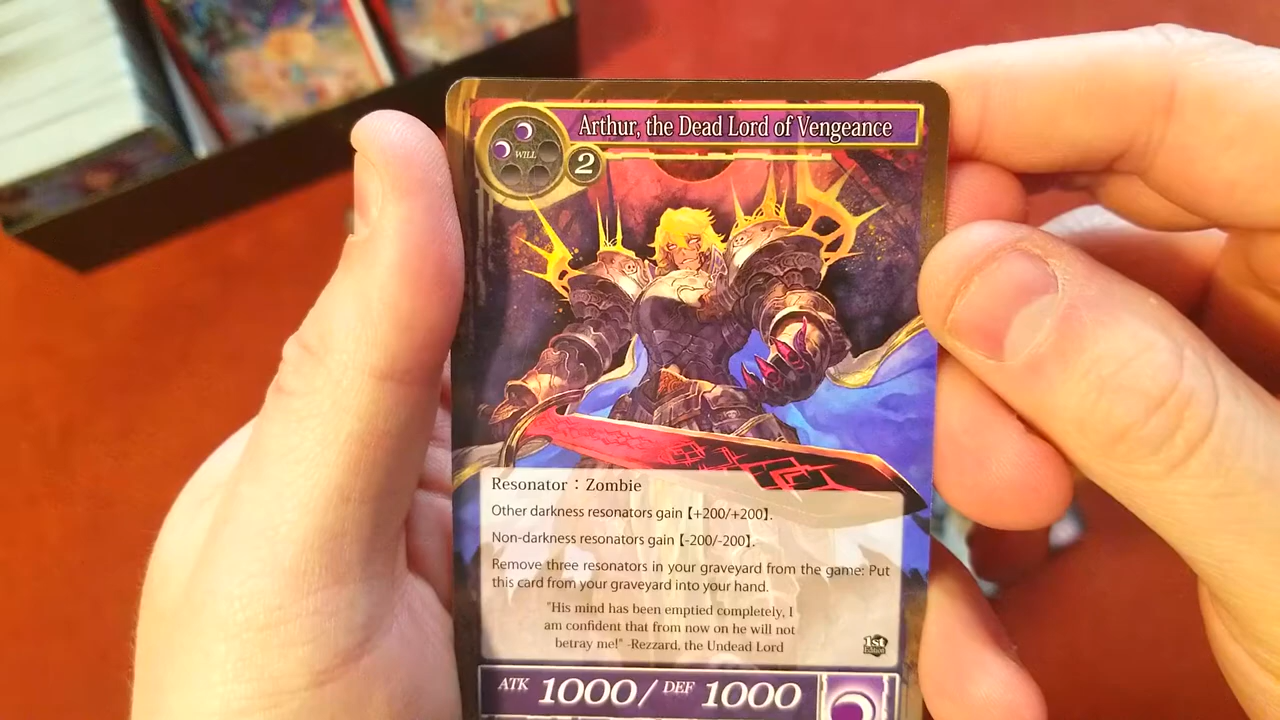 Arthur, the Dead Lord of Vengeance
WILL
2
Resonator : Zombie
Other darkness resonators gain 【+200/+200】.
Non-darkness resonators gain 【-200/-200】.
Remove three resonators in your graveyard from the game: Put
this card from your graveyard into your hand.
"His mind has been emptied completely, I
am confident that from now on he will not
betray me!" -Rezzard, the Undead Lord
1st
Edition
ATK 1000/ DEF 1000